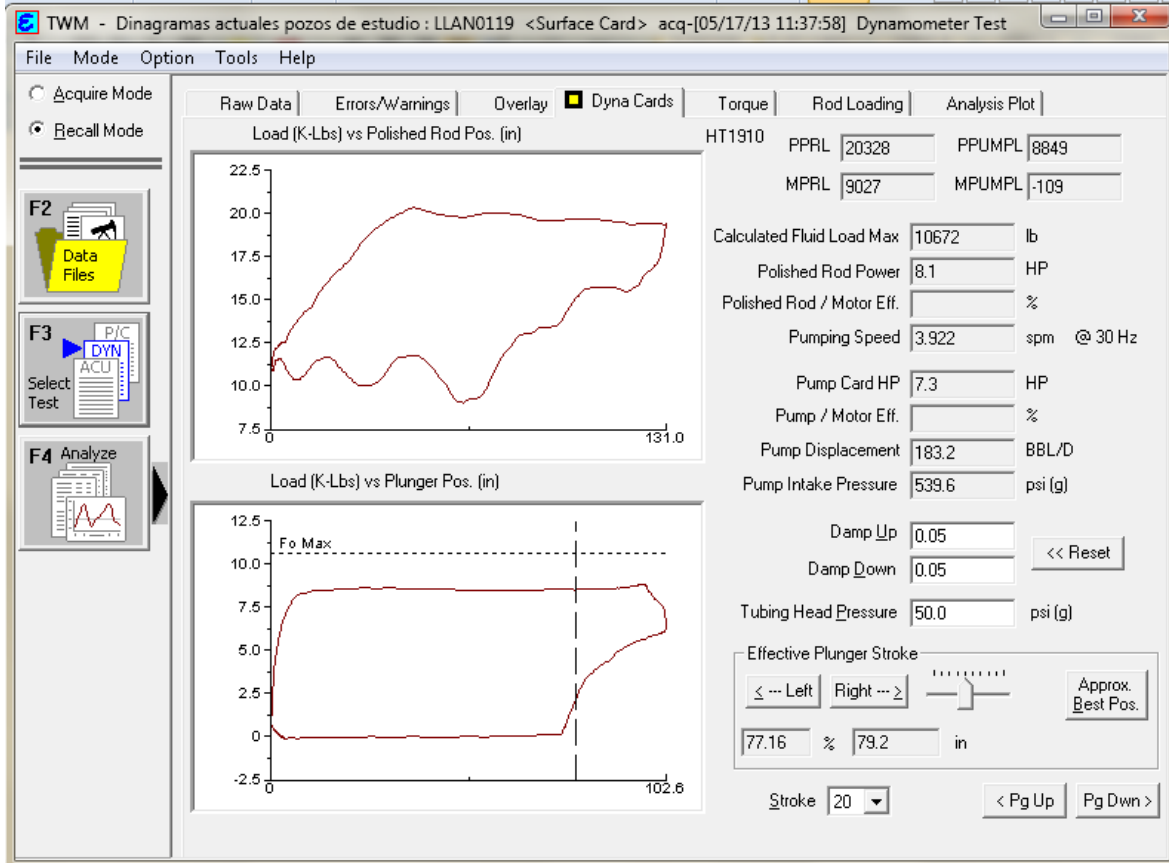 TWM - Dinagramas actuales pozos de estudio : LLAN0119 <Surface Card> acq-[05/17/13 11:37:58] Dynamometer Test
File Mode Option Tools Help
Acquire Mode
Recall Mode
F2
Data
Files
F3
P/C
DYN
ACU
Select
Test
F4 Analyze
Raw Data Errors/Warnings Overlay Dyna Cards Torque Rod Loading Analysis Plot
Load (K-Lbs) vs Polished Rod Pos. (in)
22.5
20.0
17.5
15.0
12.5
10.0
7.5
0 131.0
Load (K-Lbs) vs Plunger Pos. (in)
12.5
Fo Max
10.0
7.5
5.0
2.5
0
-2.5
0 102.6
HT1910 PPRL 20328 PPUMPL 8849
MPRL 9027 MPUMPL -109
Calculated Fluid Load Max 10672 lb
Polished Rod Power 8.1 HP
Polished Rod / Motor Eff. %
Pumping Speed 3.922 spm @ 30 Hz
Pump Card HP 7.3 HP
Pump / Motor Eff. %
Pump Displacement 183.2 BBL/D
Pump Intake Pressure 539.6 psi (g)
Damp Up 0.05
<< Reset
Damp Down 0.05
Tubing Head Pressure 50.0 psi (g)
Effective Plunger Stroke
< --- Left Right --- > Approx. Best Pos.
77.16 % 79.2 in
Stroke 20 < Pg Up Pg Dwn >